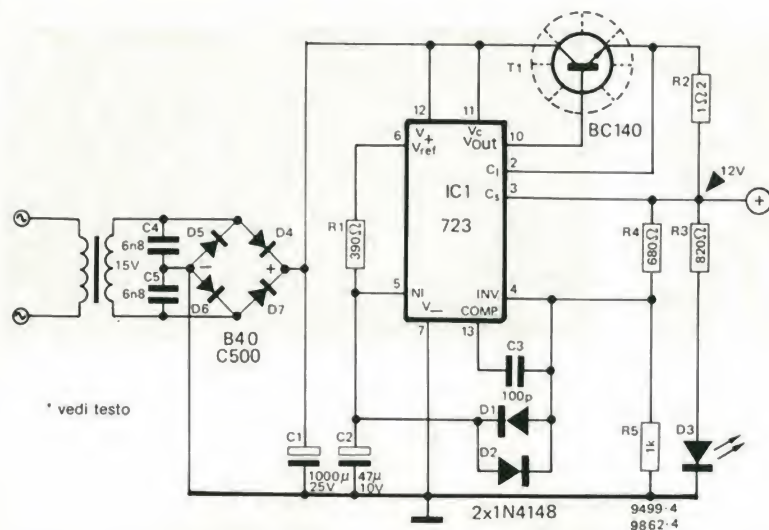 T1
BC140
R2
1Ω2
12
11
V+
Vc
6
Vref
VOut
10
CI
2
IC1
Cs
3
723
12V
+
R1
390Ω
R4
680Ω
R3
820Ω
15V
C4
6n8
C5
6n8
D5
D4
D6
D7
−
+
B40
C500
5
NI
INV
4
V−
COMP
7
13
C3
100p
D1
D2
2x1N4148
R5
1k
D3
* vedi testo
C1
1000µ
25V
C2
47µ
10V
9499·4
9862·4